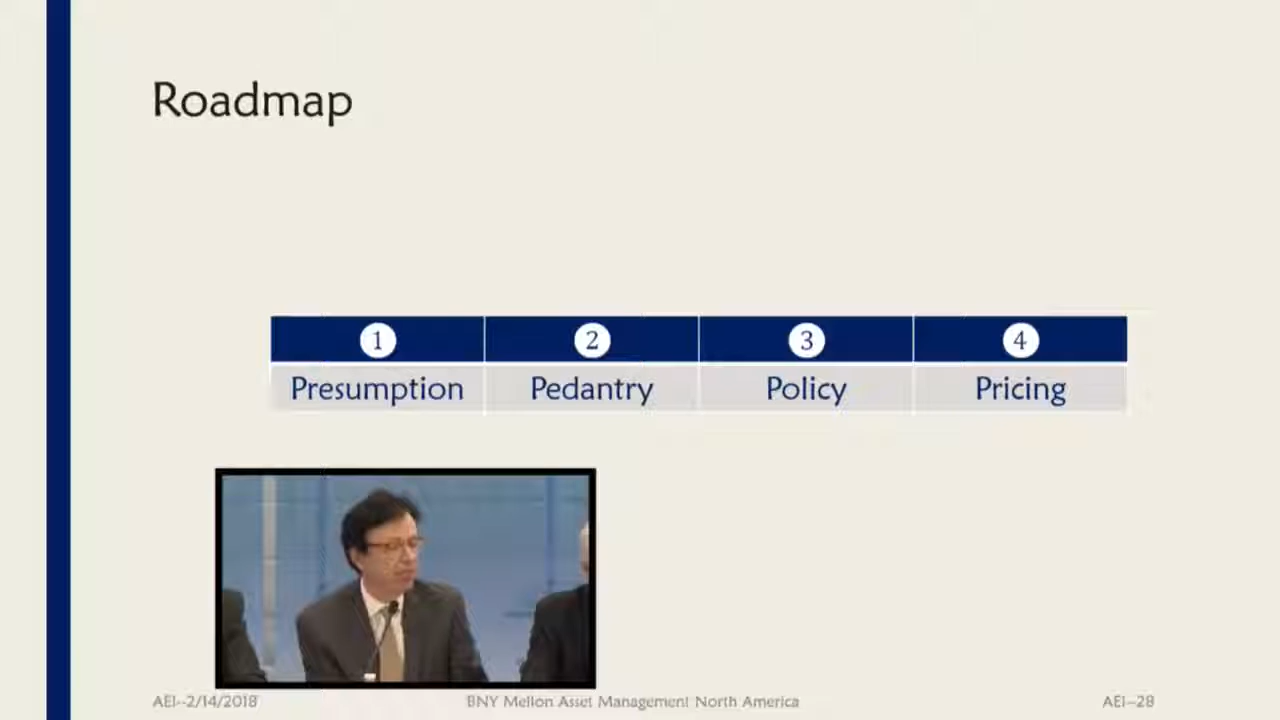 Roadmap
1 2 3 4
Presumption Pedantry Policy Pricing
AEI--2/14/2018 BNY Mellon Asset Management North America AEI--28